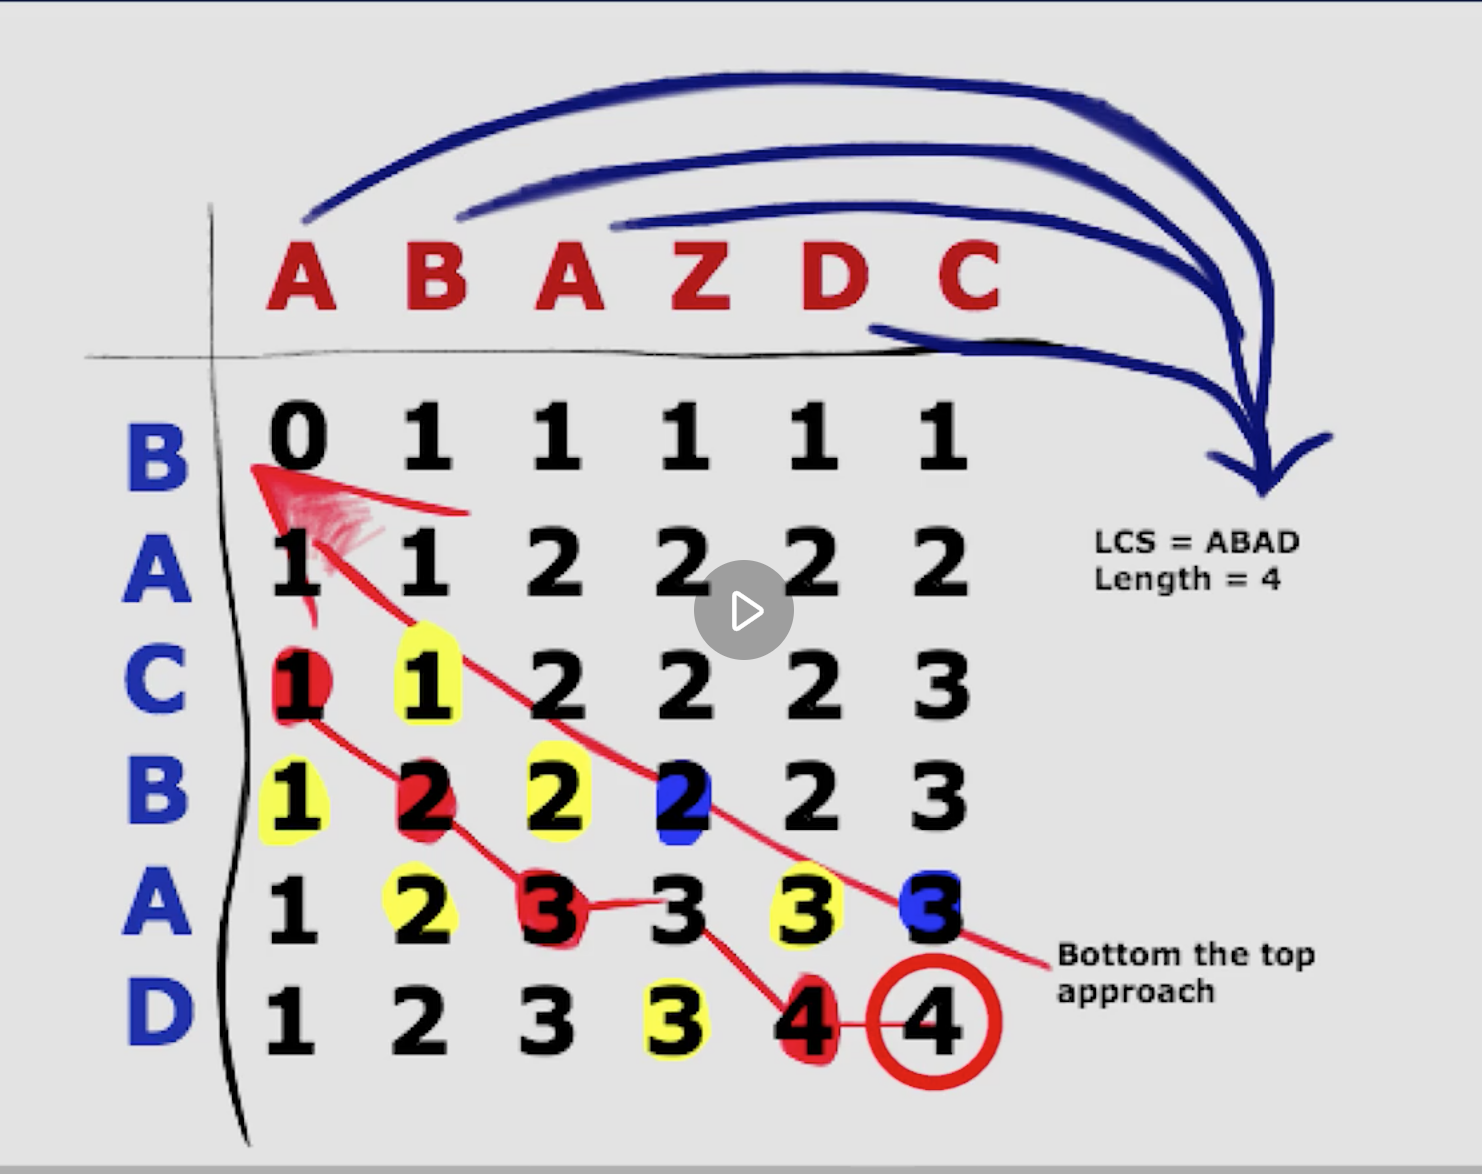 A B A Z D C
B 0 1 1 1 1 1
A 1 1 2 2 2 2
C 1 1 2 2 2 3
B 1 2 2 2 2 3
A 1 2 3 3 3 3
D 1 2 3 3 4 4
LCS = ABAD
Length = 4
Bottom the top
approach